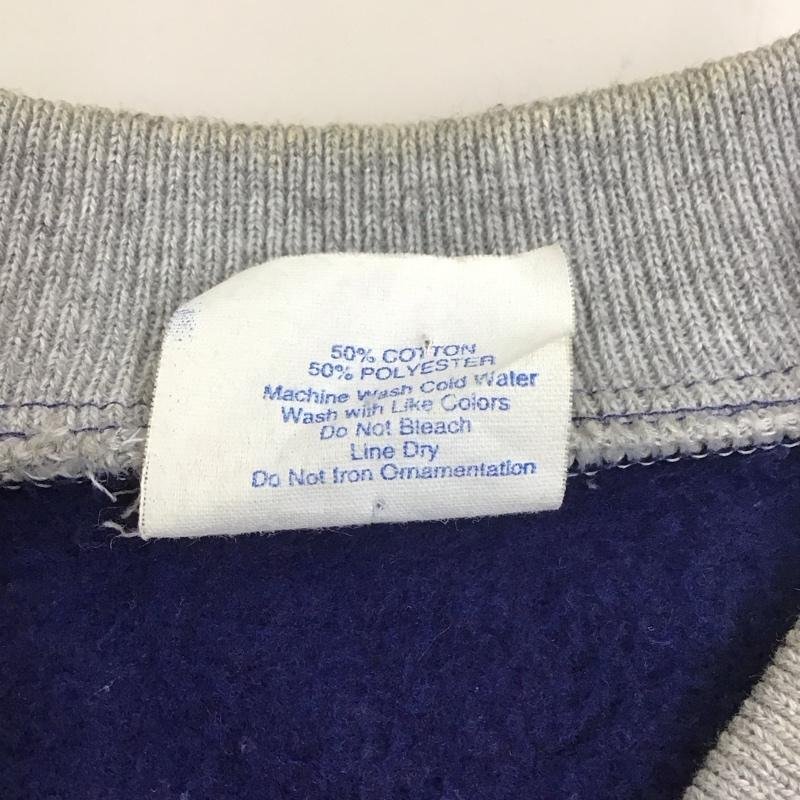 50% COTTON
50% POLYESTER
Machine Wash Cold Water
Wash with Like Colors
Do Not Bleach
Line Dry
Do Not Iron Ornamentation